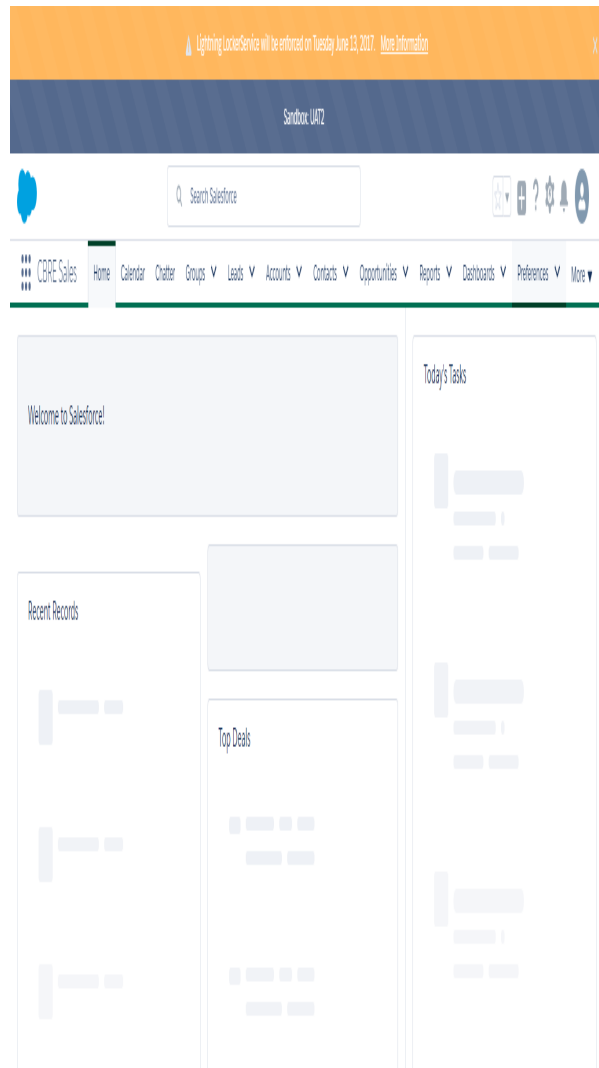 Lightning LockerService will be enforced on Tuesday June 13, 2017. More Information
Sandbox: UAT2
Search Salesforce
CBRE Sales Home Calendar Chatter Groups Leads Accounts Contacts Opportunities Reports Dashboards Preferences More
Today's Tasks
Welcome to Salesforce!
Recent Records
Top Deals